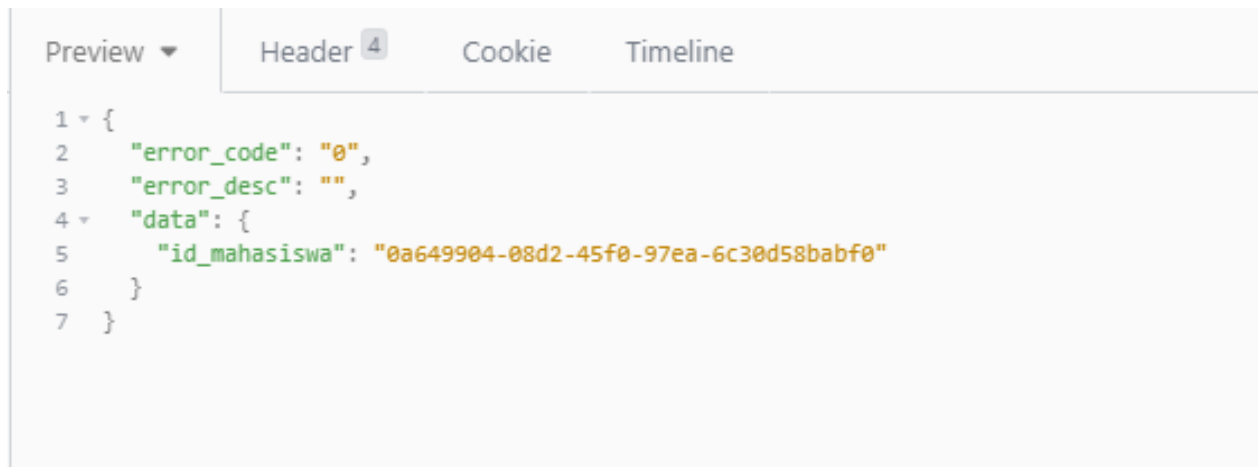 Preview Header 4 Cookie Timeline
1 {
2 "error_code": "0",
3 "error_desc": "",
4 "data": {
5 "id_mahasiswa": "0a649904-08d2-45f0-97ea-6c30d58babf0"
6 }
7 }